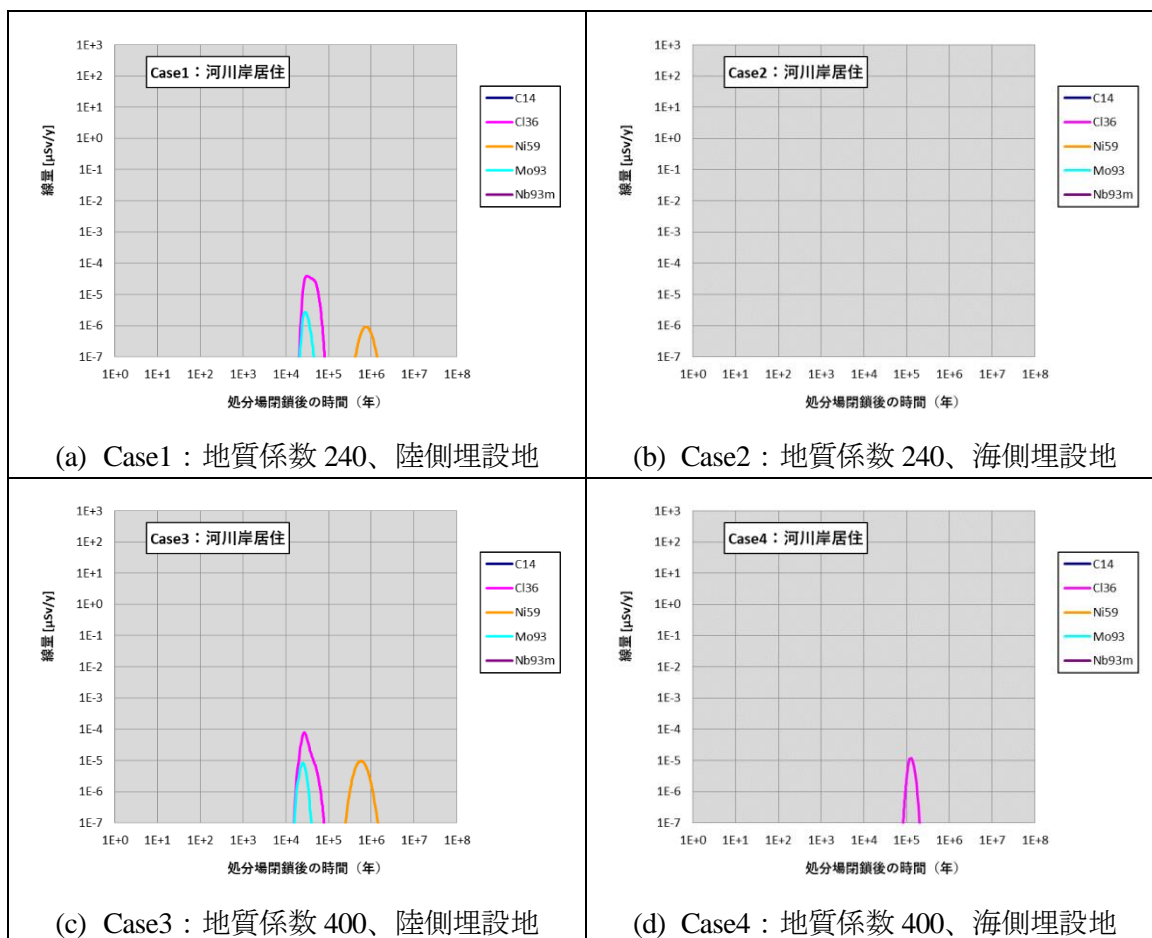 1E+3
1E+2
1E+1
1E+0
1E-1
1E-2
1E-3
1E-4
1E-5
1E-6
1E-7
線量 [μSv/y]
Case1：河川岸居住
C14
Cl36
Ni59
Mo93
Nb93m
1E+0 1E+1 1E+2 1E+3 1E+4 1E+5 1E+6 1E+7 1E+8
処分場閉鎖後の時間（年）
(a) Case1：地質係数 240、陸側埋設地
1E+3
1E+2
1E+1
1E+0
1E-1
1E-2
1E-3
1E-4
1E-5
1E-6
1E-7
線量 [μSv/y]
Case2：河川岸居住
C14
Cl36
Ni59
Mo93
Nb93m
1E+0 1E+1 1E+2 1E+3 1E+4 1E+5 1E+6 1E+7 1E+8
処分場閉鎖後の時間（年）
(b) Case2：地質係数 240、海側埋設地
1E+3
1E+2
1E+1
1E+0
1E-1
1E-2
1E-3
1E-4
1E-5
1E-6
1E-7
線量 [μSv/y]
Case3：河川岸居住
C14
Cl36
Ni59
Mo93
Nb93m
1E+0 1E+1 1E+2 1E+3 1E+4 1E+5 1E+6 1E+7 1E+8
処分場閉鎖後の時間（年）
(c) Case3：地質係数 400、陸側埋設地
1E+3
1E+2
1E+1
1E+0
1E-1
1E-2
1E-3
1E-4
1E-5
1E-6
1E-7
線量 [μSv/y]
Case4：河川岸居住
C14
Cl36
Ni59
Mo93
Nb93m
1E+0 1E+1 1E+2 1E+3 1E+4 1E+5 1E+6 1E+7 1E+8
処分場閉鎖後の時間（年）
(d) Case4：地質係数 400、海側埋設地